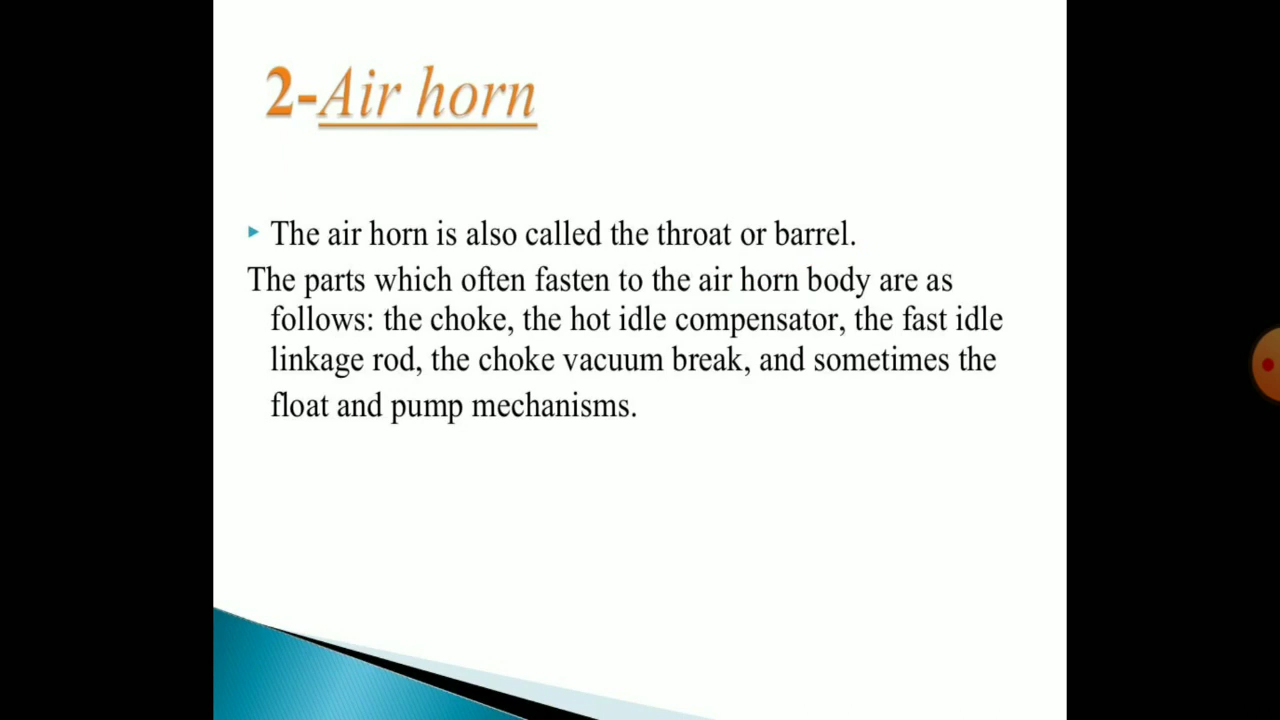 2-Air horn
The air horn is also called the throat or barrel.
The parts which often fasten to the air horn body are as
follows: the choke, the hot idle compensator, the fast idle
linkage rod, the choke vacuum break, and sometimes the
float and pump mechanisms.